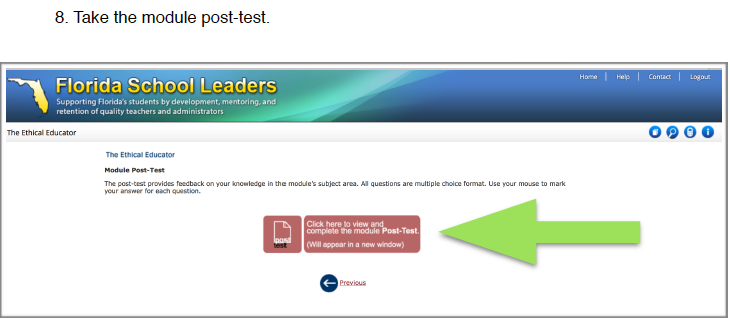 8. Take the module post-test.
Florida School Leaders
Home | Help | Contact | Logout
Supporting Florida's students by development, mentoring, and
retention of quality teachers and administrators
The Ethical Educator
The Ethical Educator
Module Post-Test
The post-test provides feedback on your knowledge in the module's subject area. All questions are multiple choice format. Use your mouse to mark
your answer for each question.
Click here to view and
complete the module Post-Test.
(Will appear in a new window)
post
test
Previous